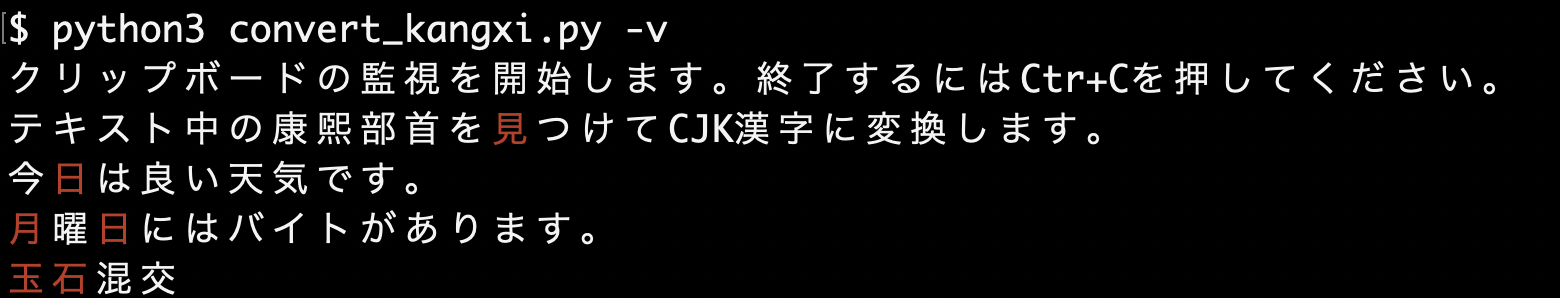 $ python3 convert_kangxi.py -v
クリップボードの監視を開始します。終了するにはCtr+Cを押してください。
テキスト中の康熙部首を見つけてCJK漢字に変換します。
今日は良い天気です。
月曜日にはバイトがあります。
玉石混交